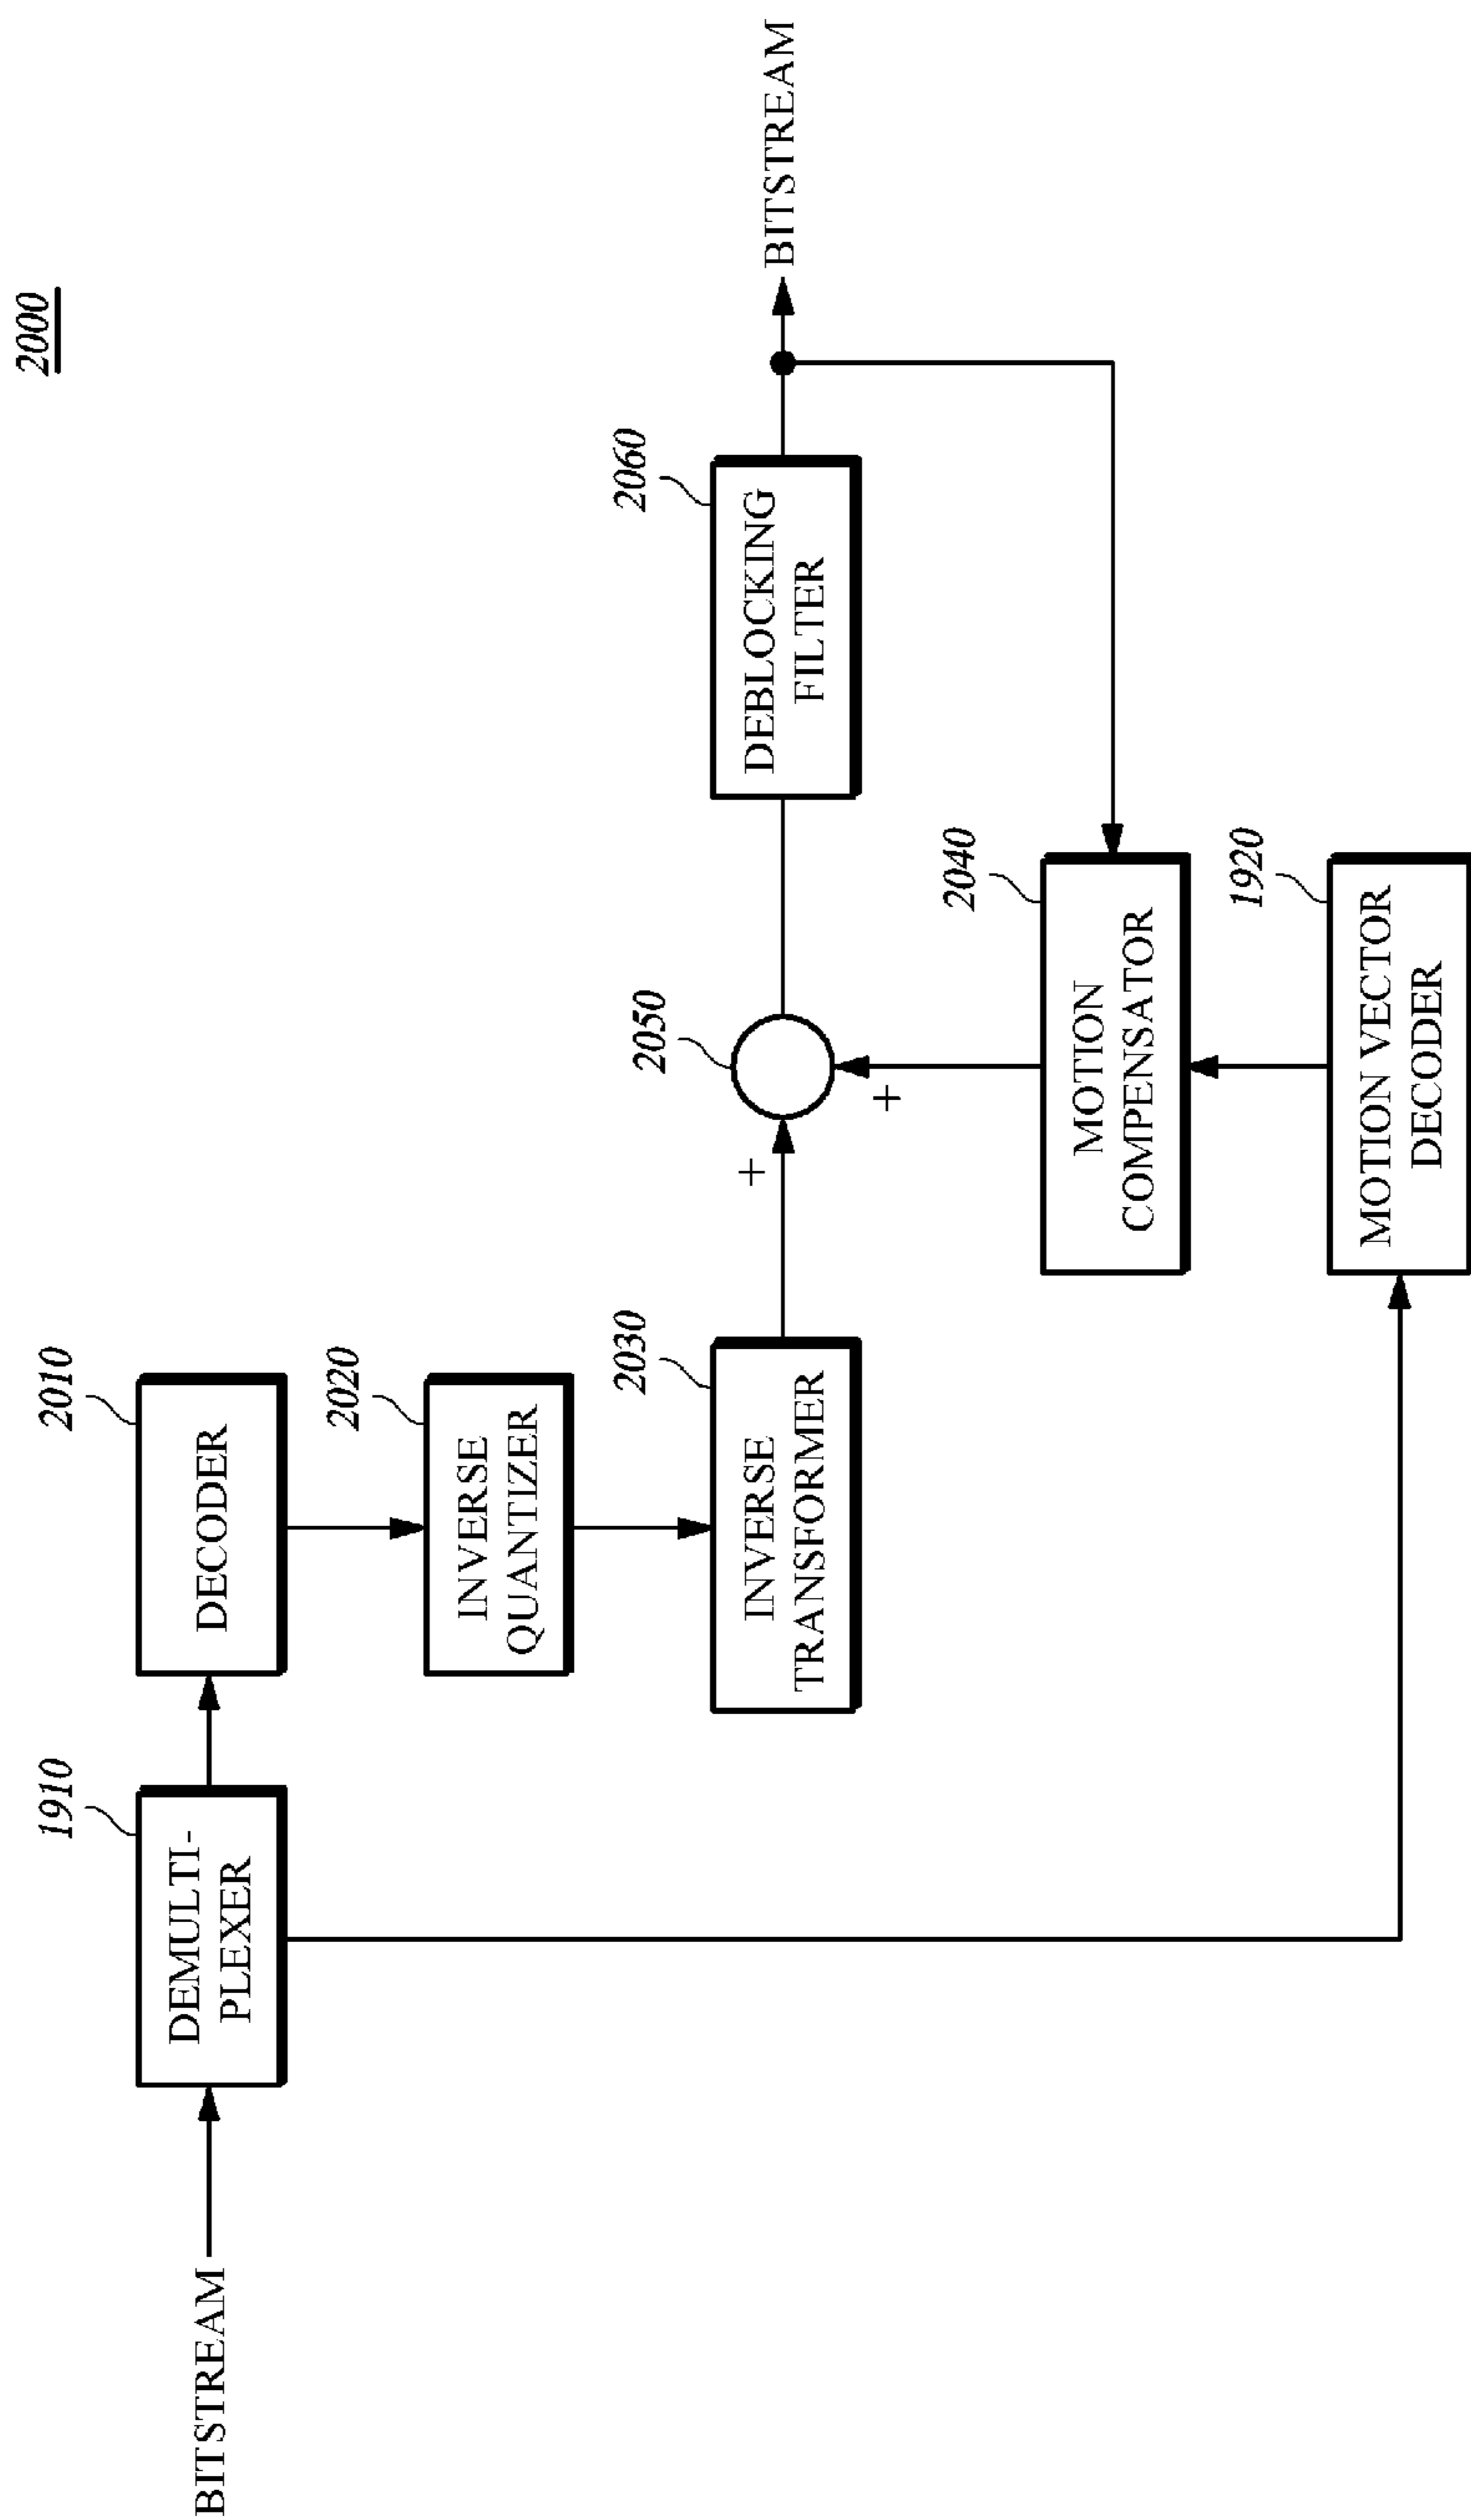 2000
1910
DEMULTI-
PLEXER
2010
DECODER
BITSTREAM
2020
INVERSE
QUANTIZER
2030
INVERSE
TRANSFORMER
+
2050
+
2060
DEBLOCKING
FILTER
BITSTREAM
2040
MOTION
COMPENSATOR
1920
MOTION VECTOR
DECODER